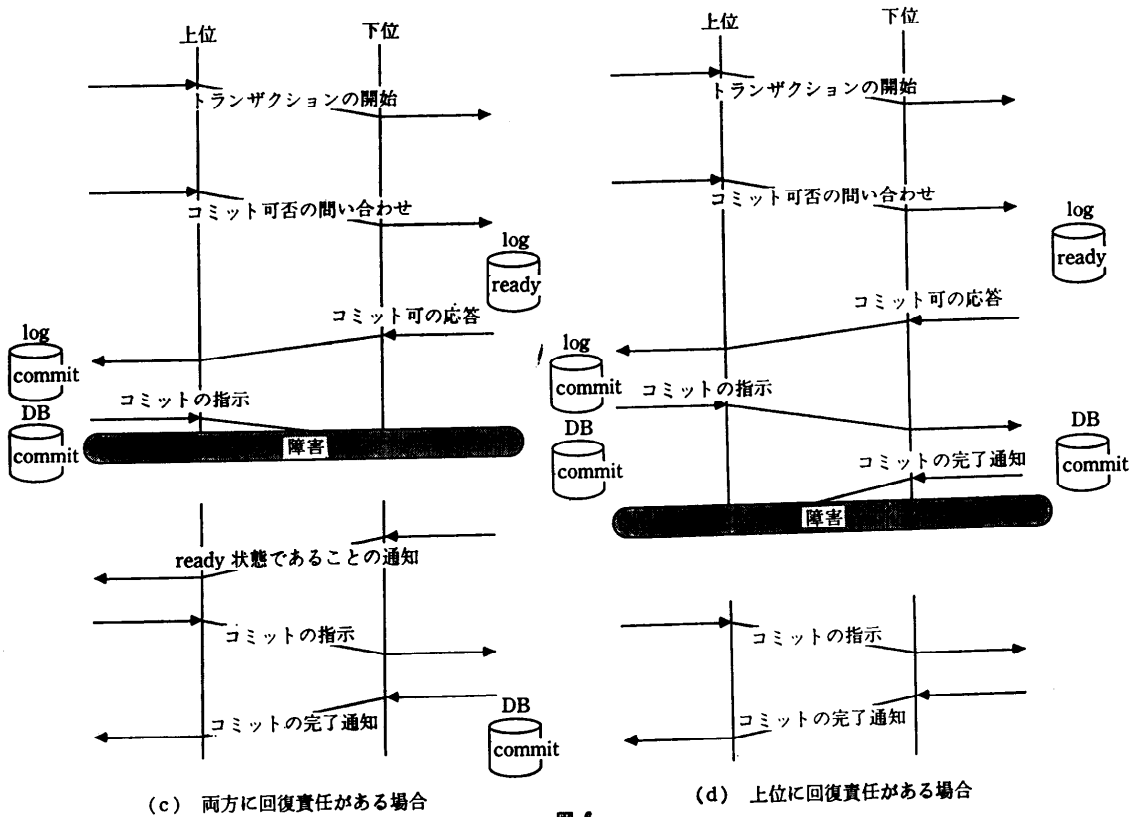 上位
下位
トランザクションの開始
コミット可否の問い合わせ
log
ready
コミット可の応答
log
commit
コミットの指示
DB
commit
障害
ready 状態であることの通知
コミットの指示
コミットの完了通知
DB
commit
(c) 両方に回復責任がある場合
上位
下位
トランザクションの開始
コミット可否の問い合わせ
log
ready
コミット可の応答
log
commit
コミットの指示
DB
commit
DB
commit
コミットの完了通知
障害
コミットの指示
コミットの完了通知
(d) 上位に回復責任がある場合